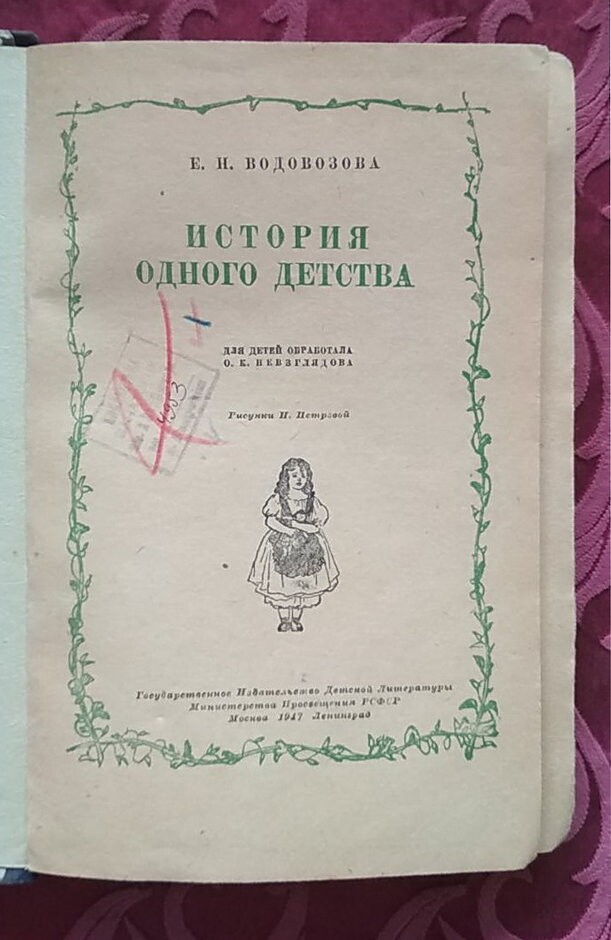 Е. Н. ВОДОВОЗОВА
ИСТОРИЯ
ОДНОГО ДЕТСТВА
ДЛЯ ДЕТЕЙ ОБРАБОТАЛА
О. К. НЕВЗГЛЯДОВА
Рисунки Н. Петровой
Государственное Издательство Детской Литературы
Министерства Просвещения РСФСР
Москва 1947 Ленинград